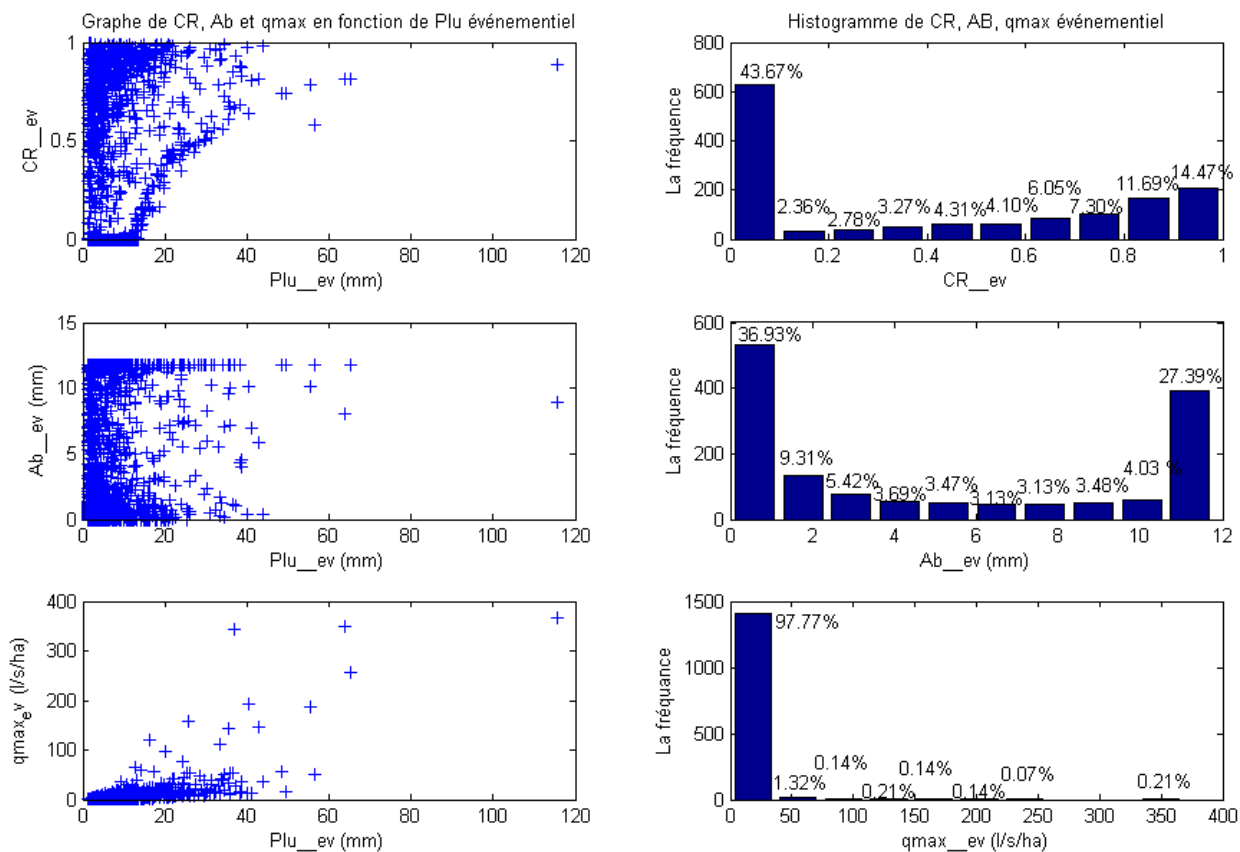 Graphe de CR, Ab et qmax en fonction de Plu événementiel
1
0.5
0
CR__ev
0 20 40 60 80 100 120
Plu__ev (mm)
Histogramme de CR, AB, qmax événementiel
800
600
400
200
0
La fréquence
43.67%
2.36%
2.78%
3.27%
4.31%
4.10%
6.05%
7.30%
11.69%
14.47%
0 0.2 0.4 0.6 0.8 1
CR__ev
15
10
5
0
Ab__ev (mm)
0 20 40 60 80 100 120
Plu__ev (mm)
600
400
200
0
La fréquence
36.93%
9.31%
5.42%
3.69%
3.47%
3.13%
3.13%
3.48%
4.03 %
27.39%
0 2 4 6 8 10 12
Ab__ev (mm)
400
300
200
100
0
qmaxev (l/s/ha)
0 20 40 60 80 100 120
Plu__ev (mm)
1500
1000
500
0
La fréquance
97.77%
1.32%
0.14%
0.21%
0.14%
0.14%
0.07%
0.21%
0 50 100 150 200 250 300 350 400
qmax__ev (l/s/ha)